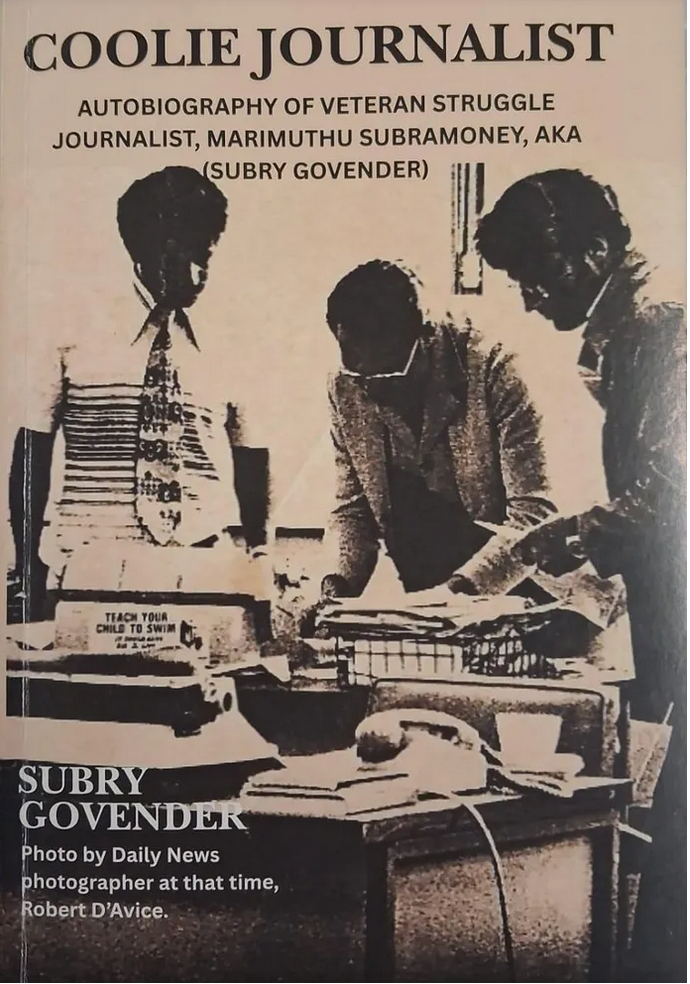 COOLIE JOURNALIST
AUTOBIOGRAPHY OF VETERAN STRUGGLE
JOURNALIST, MARIMUTHU SUBRAMONEY, AKA
(SUBRY GOVENDER)
TEACH YOUR
CHILD TO SWIM
SUBRY
GOVENDER
Photo by Daily News
photographer at that time,
Robert D’Avice.